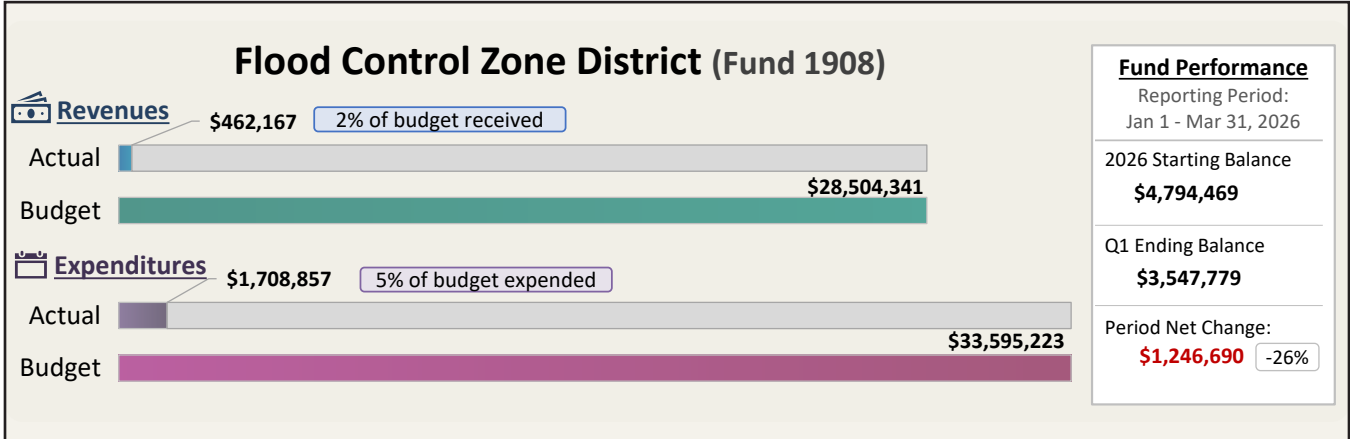 Flood Control Zone District (Fund 1908)
Revenues
$462,167
2% of budget received
Actual
$28,504,341
Budget
Expenditures
$1,708,857
5% of budget expended
Actual
$33,595,223
Budget
Fund Performance
Reporting Period:
Jan 1 - Mar 31, 2026
2026 Starting Balance
$4,794,469
Q1 Ending Balance
$3,547,779
Period Net Change:
$1,246,690 -26%